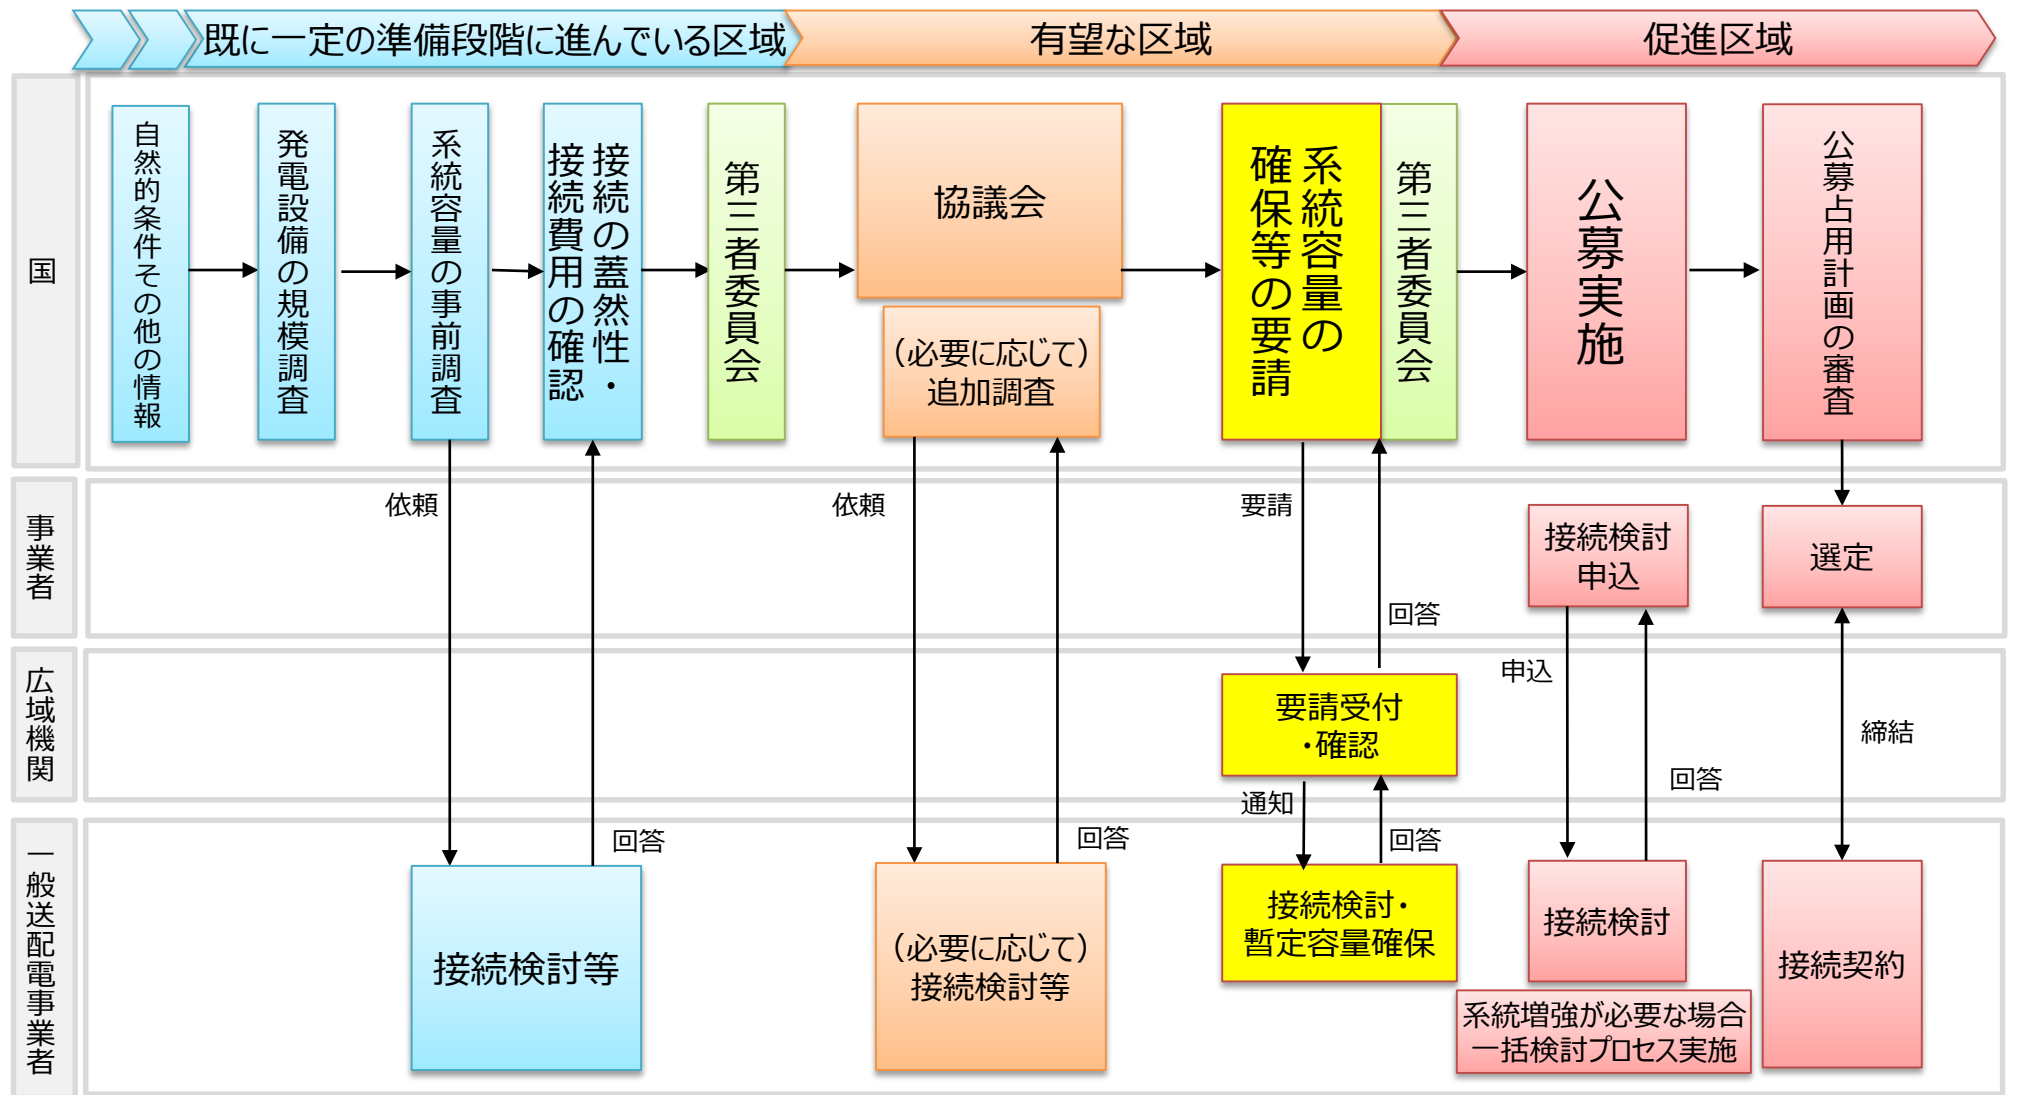 既に一定の準備段階に進んでいる区域
有望な区域
促進区域
国
自然的条件その他の情報
発電設備の規模調査
系統容量の事前調査
接続の蓋然性・
接続費用の確認
第三者委員会
協議会
（必要に応じて）
追加調査
系統容量の
確保等の要請
第三者委員会
公募実施
公募占用計画の審査
事業者
依頼
依頼
要請
回答
接続検討
申込
選定
広域機関
要請受付
・確認
申込
回答
締結
通知
回答
一般送配電事業者
回答
回答
接続検討等
（必要に応じて）
接続検討等
接続検討・
暫定容量確保
接続検討
系統増強が必要な場合
一括検討プロセス実施
接続契約